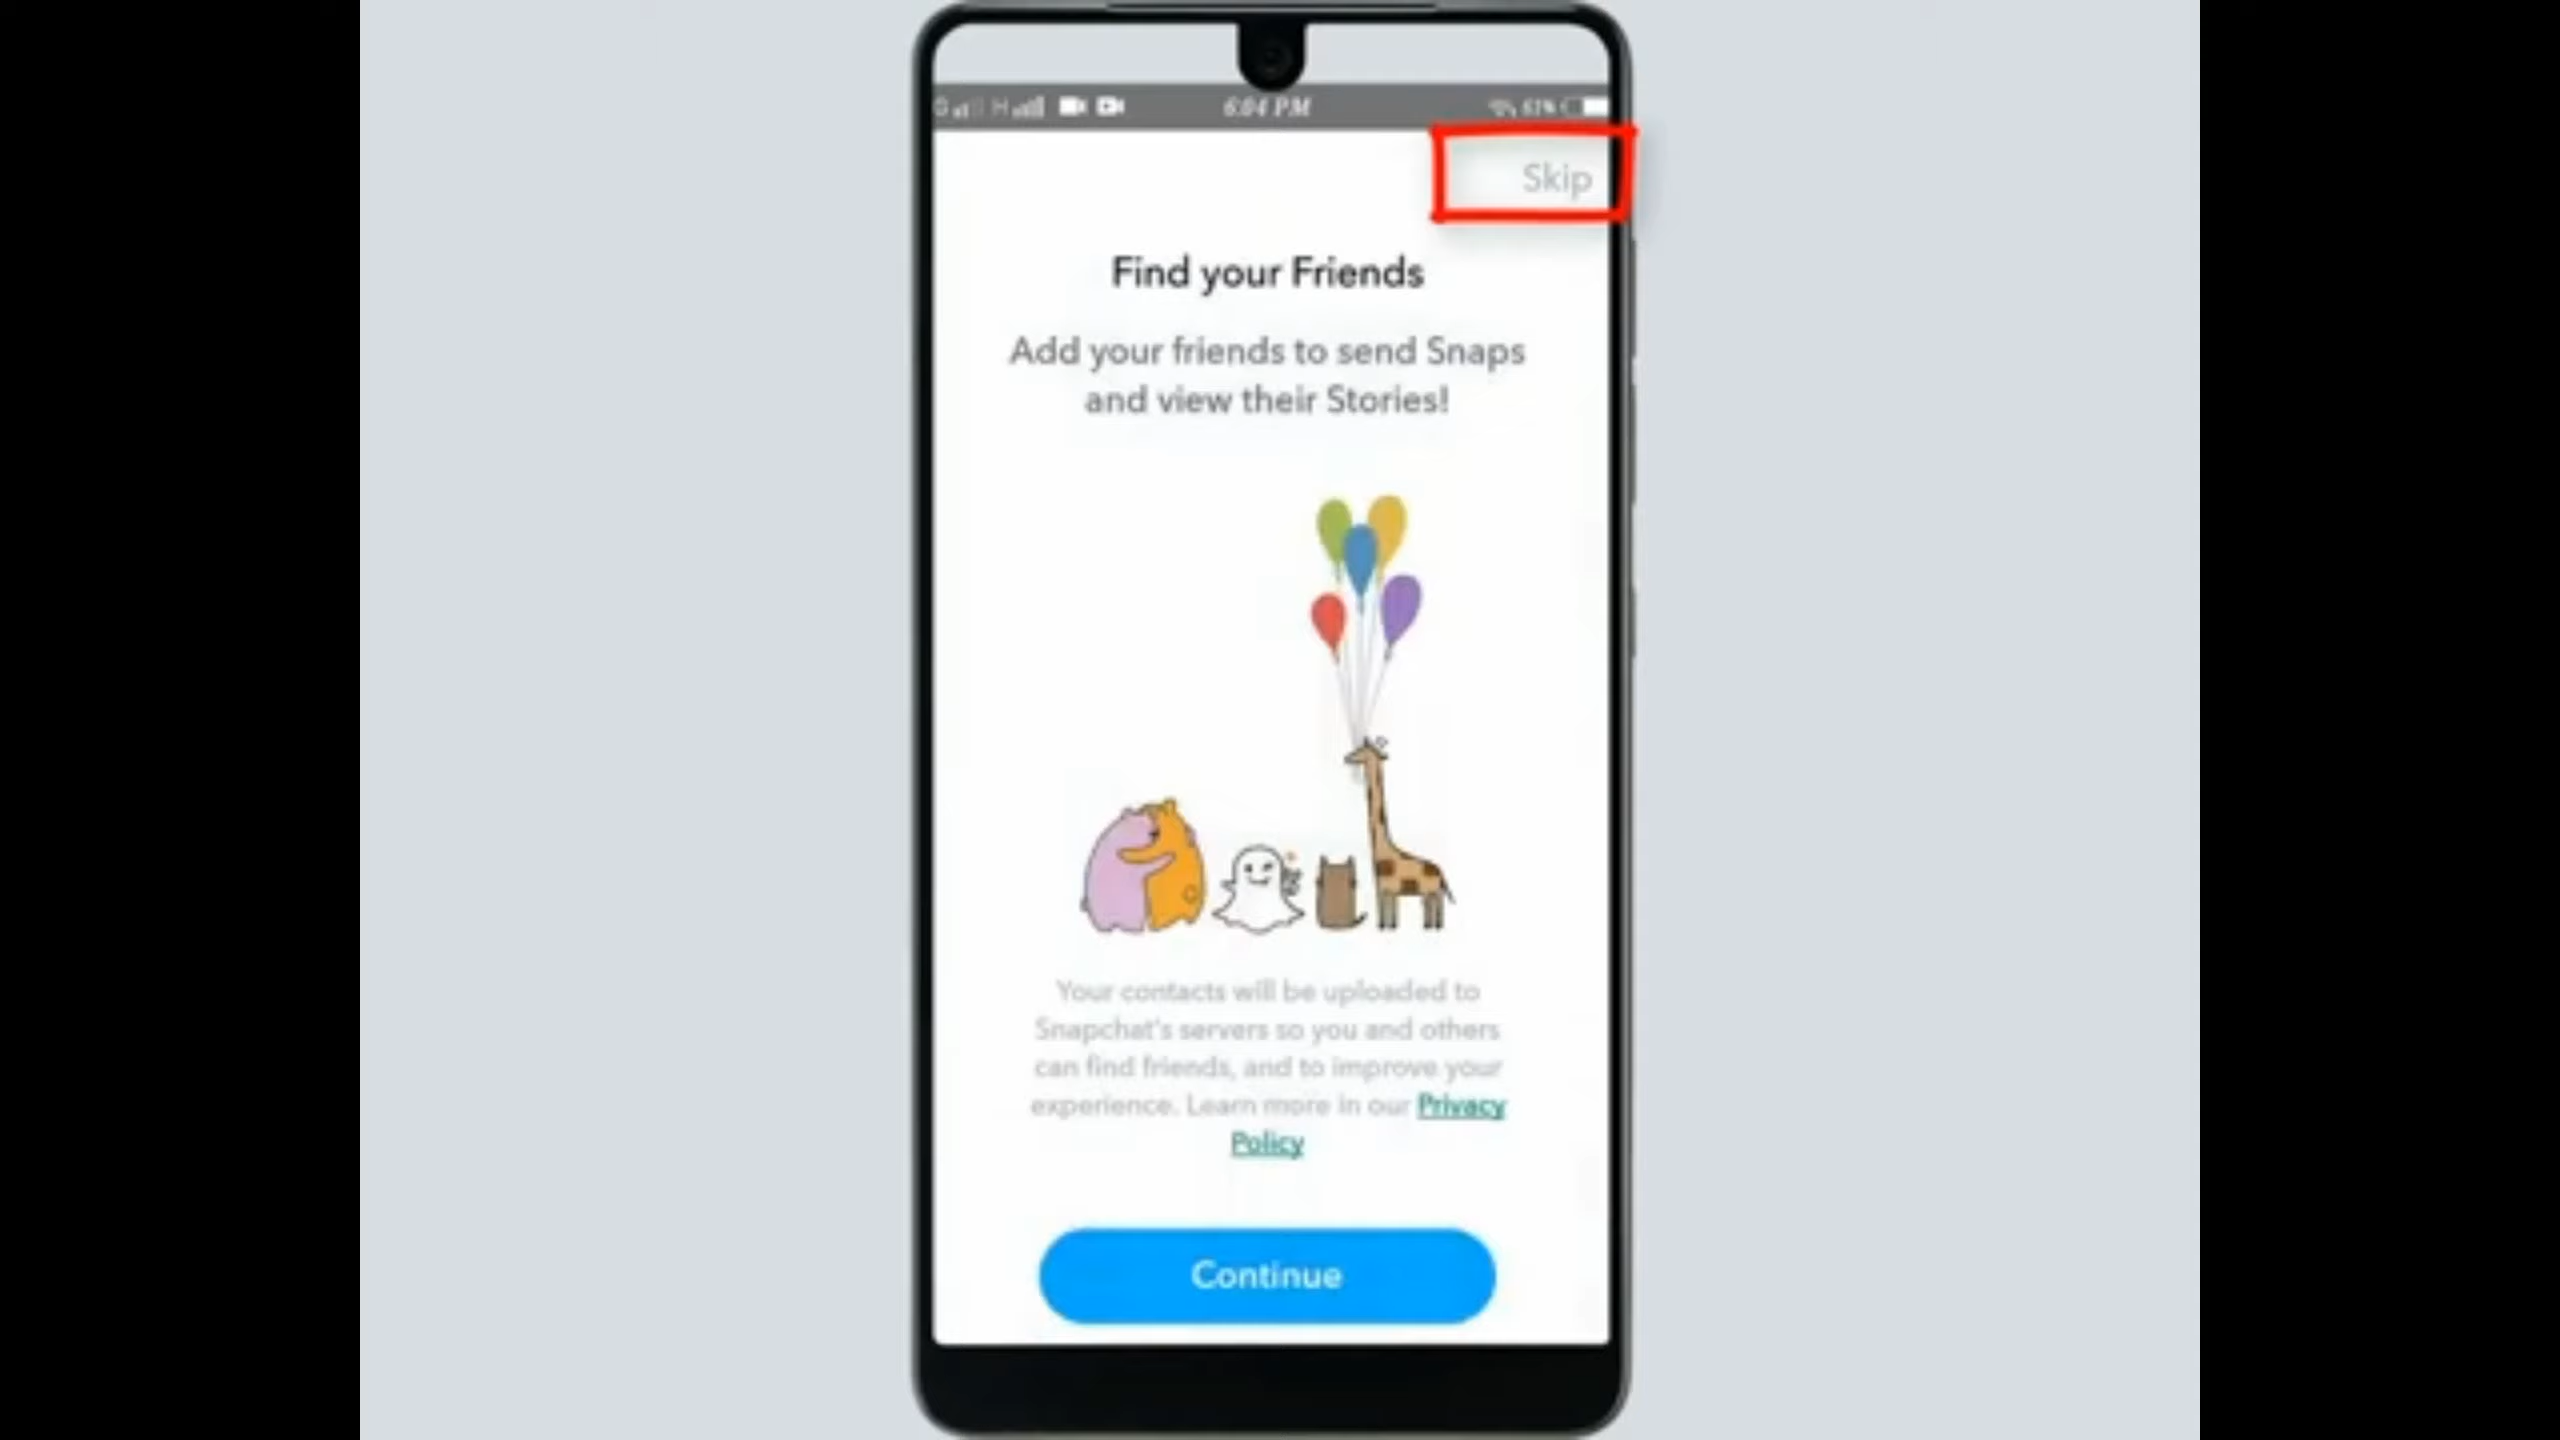 6:04 PM
61%
Skip
Find your Friends
Add your friends to send Snaps
and view their Stories!
Your contacts will be uploaded to
Snapchat's servers so you and others
can find friends, and to improve your
experience. Learn more in our Privacy
Policy
Continue